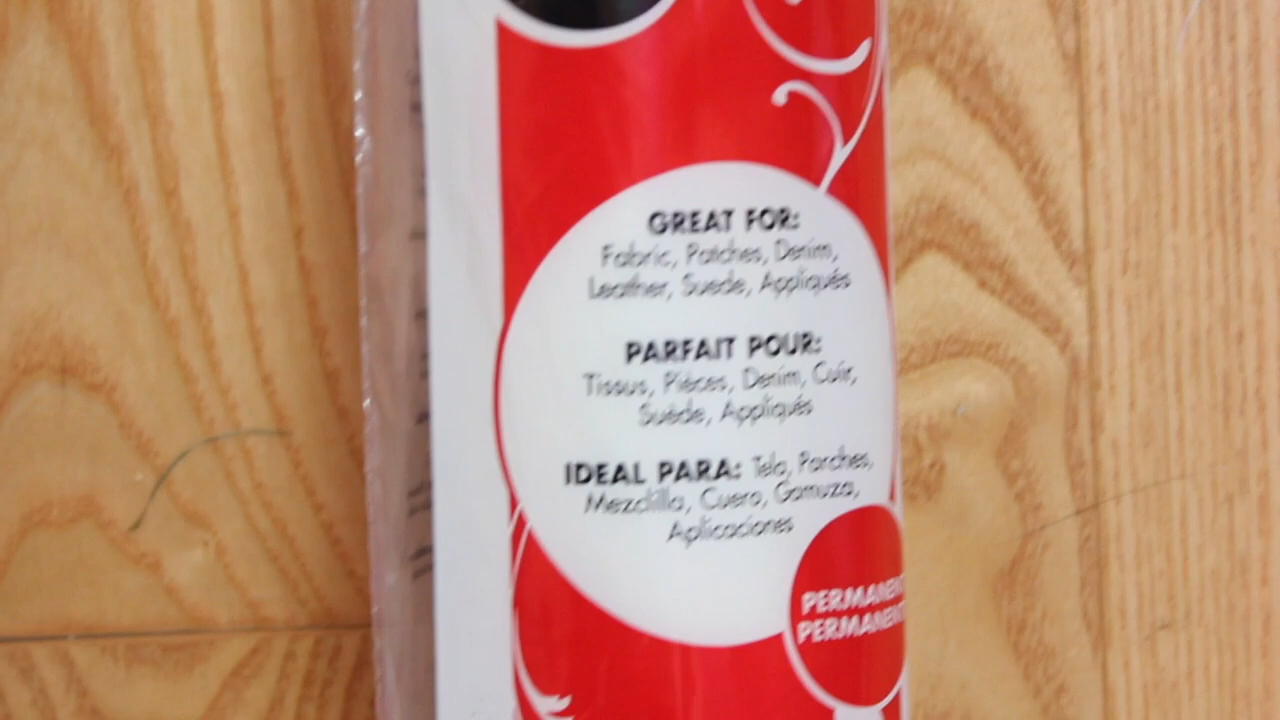 GREAT FOR:
Fabric, Patches, Denim,
Leather, Suede, Appliqués
PARFAIT POUR:
Tissus, Pièces, Denim, Cuir,
Suède, Appliqués
IDEAL PARA: Tela, Parches,
Mezclilla, Cuero, Gamuza,
Aplicaciones
PERMANENT
PERMANENT